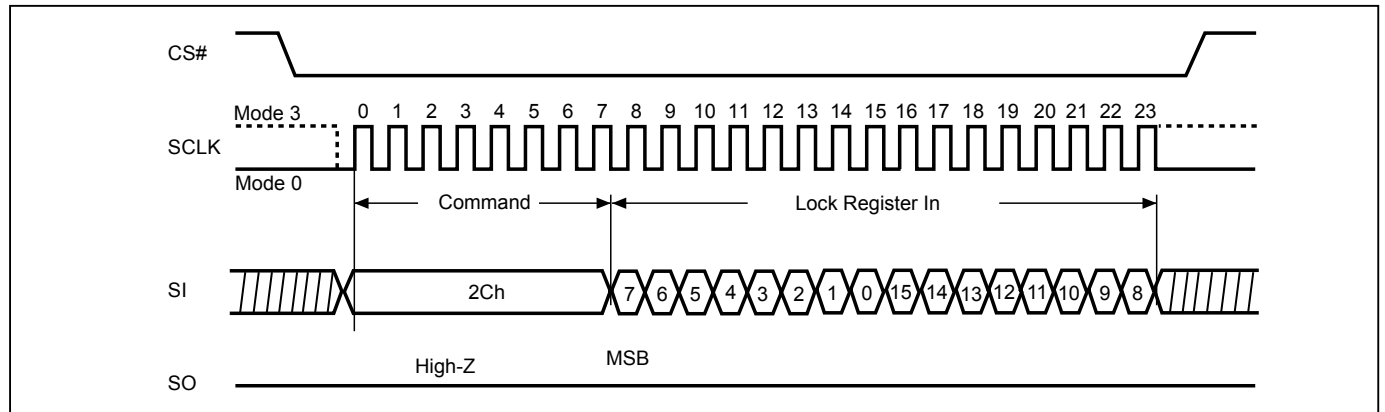 CS#
Mode 3
0 1 2 3 4 5 6 7 8 9 10 11 12 13 14 15 16 17 18 19 20 21 22 23
SCLK
Mode 0
Command
Lock Register In
SI
2Ch
7 6 5 4 3 2 1 0 15 14 13 12 11 10 9 8
High-Z
MSB
SO